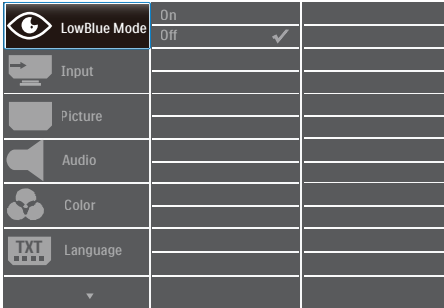 LowBlue Mode
On
Off
Input
Picture
Audio
Color
TXT
Language